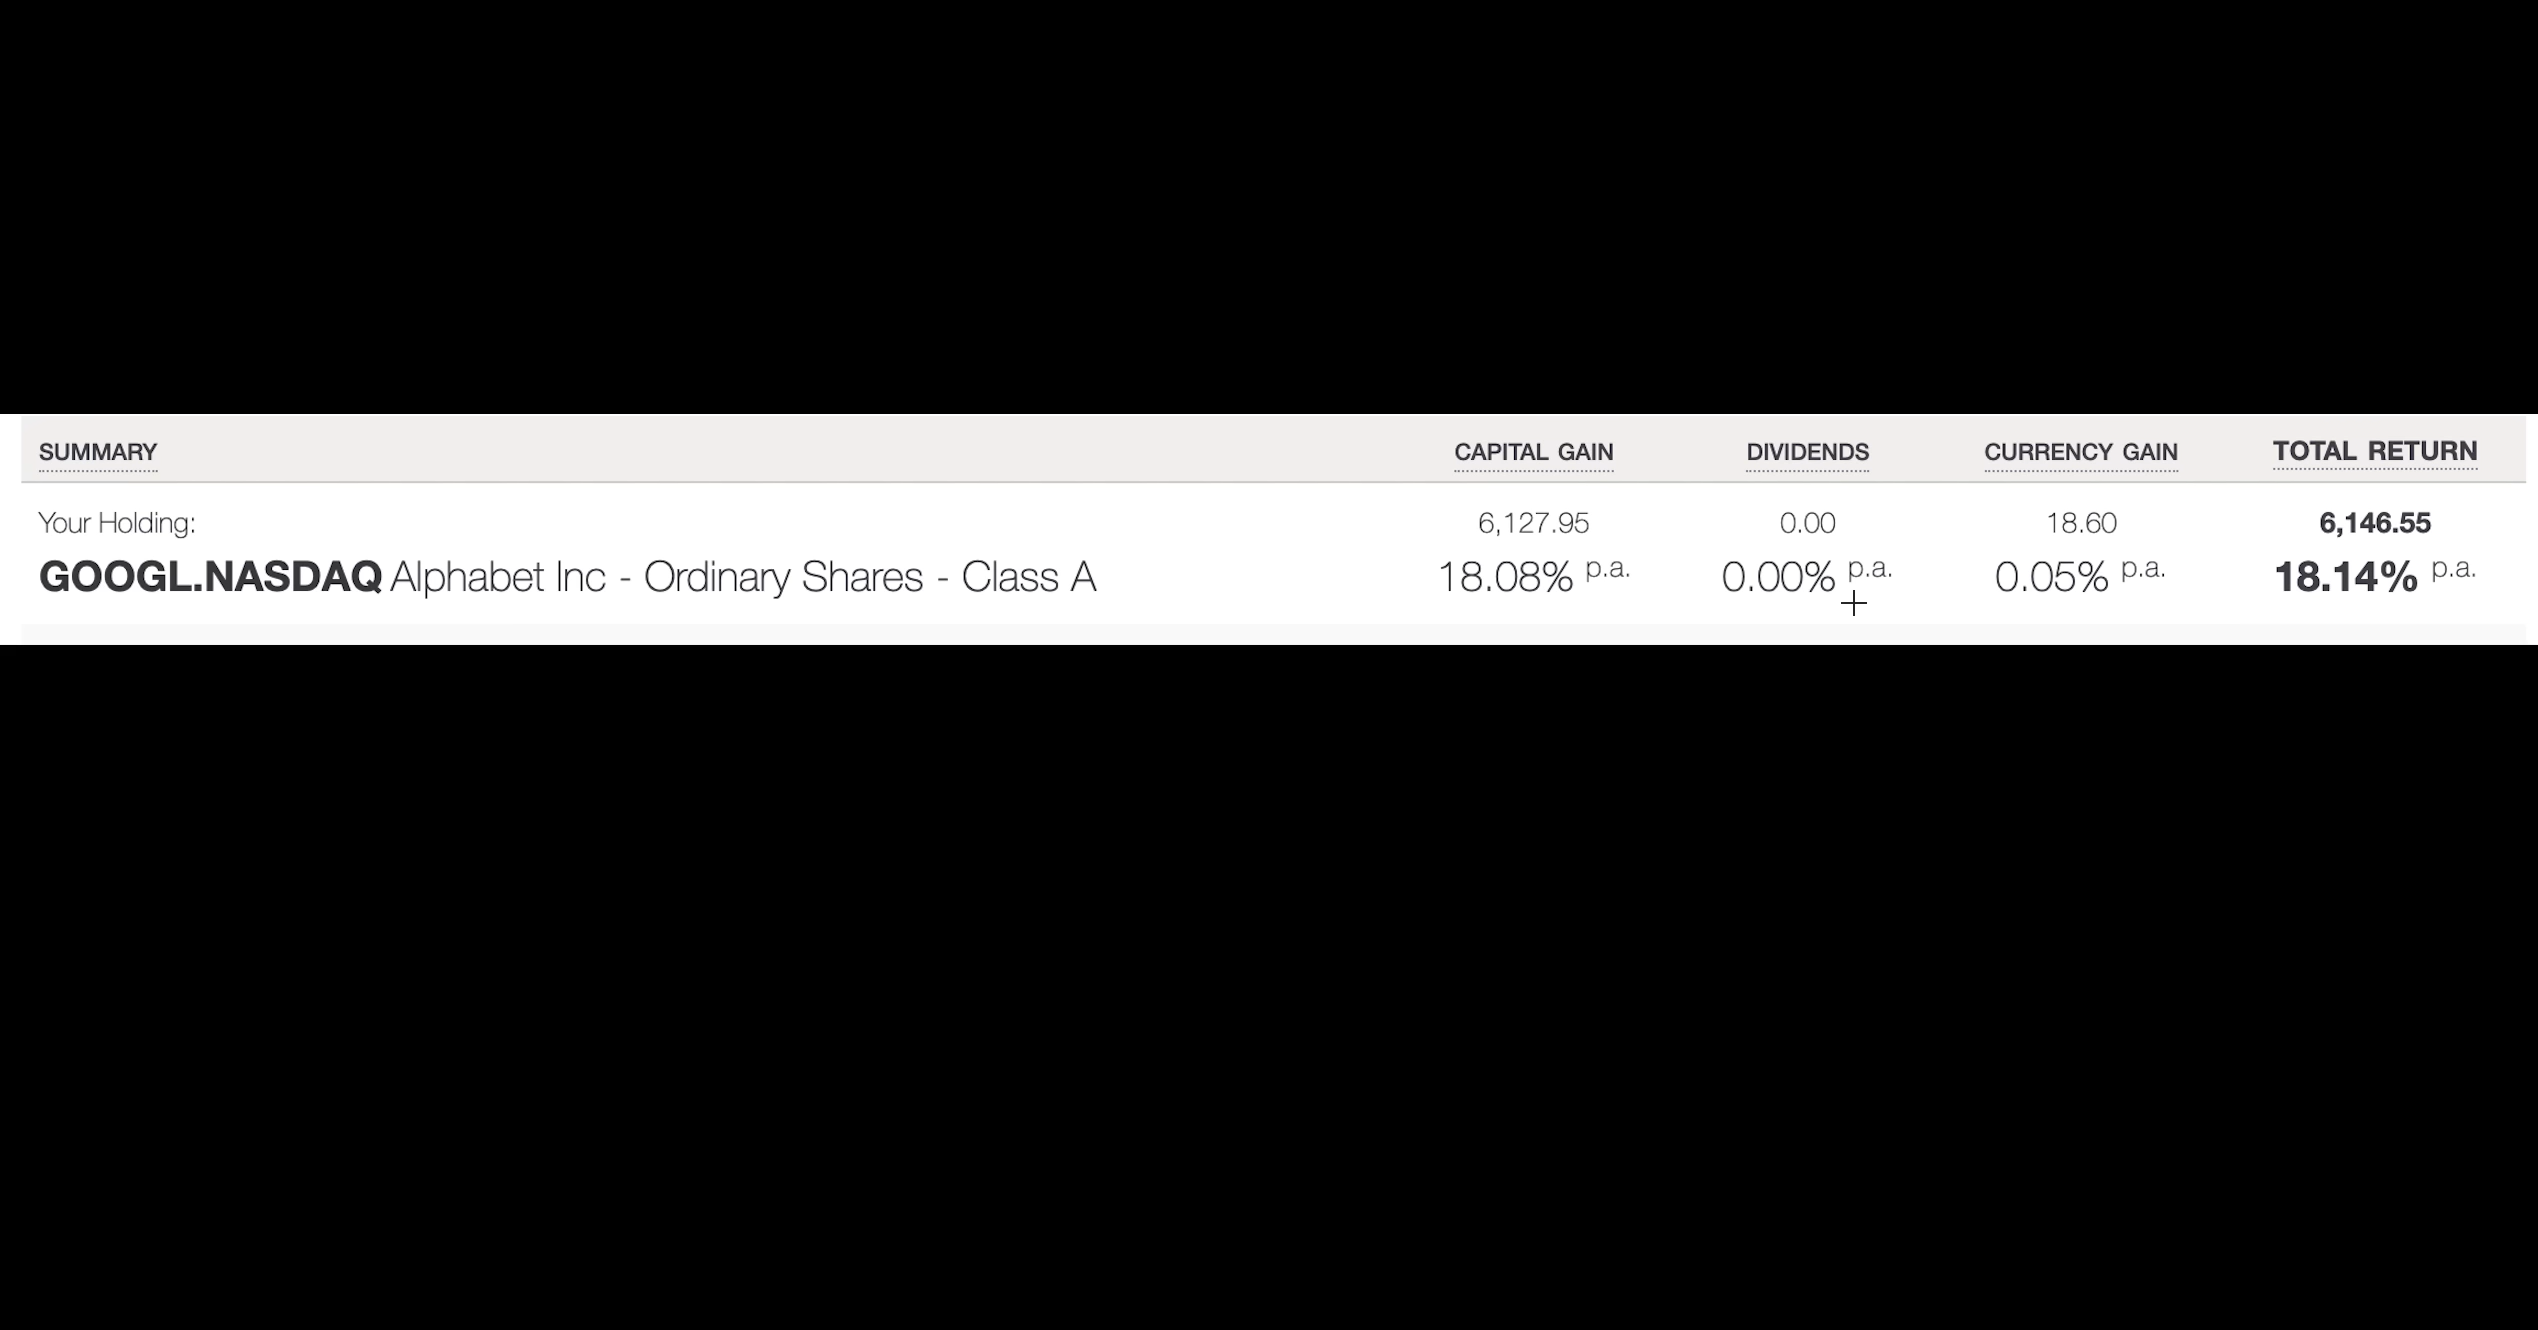 SUMMARY CAPITAL GAIN DIVIDENDS CURRENCY GAIN TOTAL RETURN
Your Holding: 6,127.95 0.00 18.60 6,146.55
GOOGL.NASDAQ Alphabet Inc - Ordinary Shares - Class A 18.08% p.a. 0.00% p.a. 0.05% p.a. 18.14% p.a.